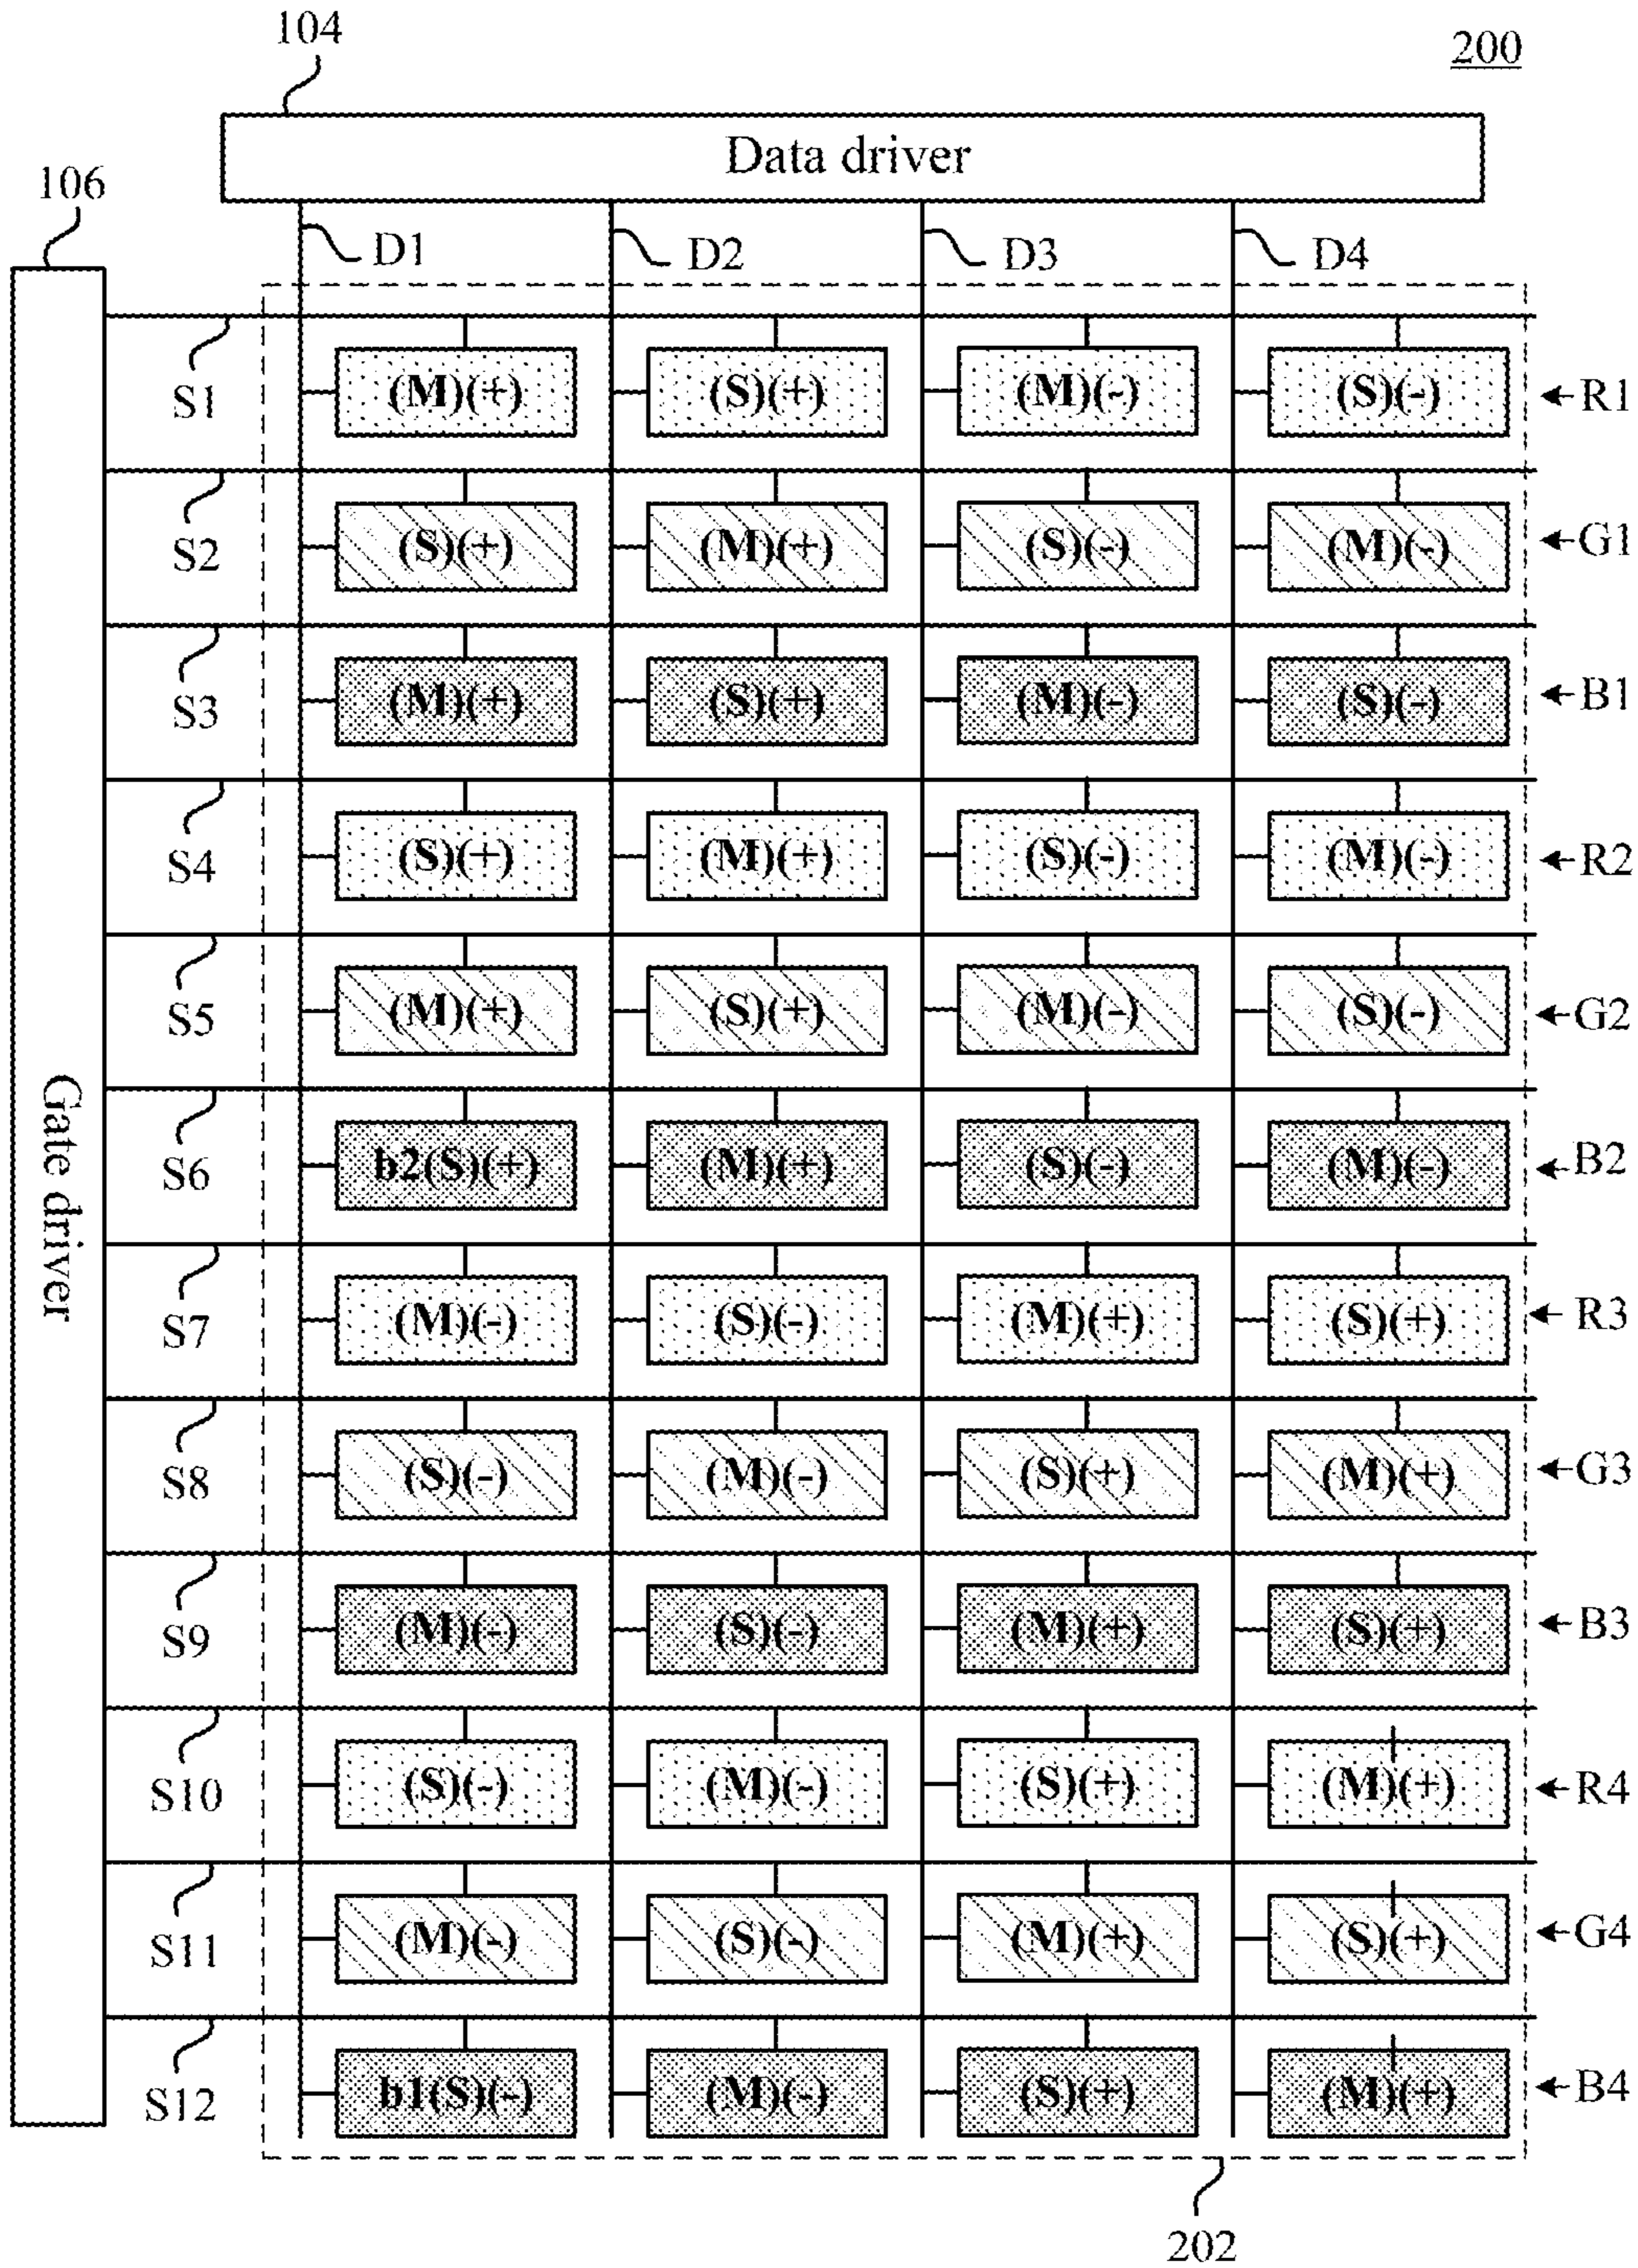 104
200
Data driver
106
D1 D2 D3 D4
S1 (M)(+) (S)(+) (M)(-) (S)(-) R1
S2 (S)(+) (M)(+) (S)(-) (M)(-) G1
S3 (M)(+) (S)(+) (M)(-) (S)(-) B1
S4 (S)(+) (M)(+) (S)(-) (M)(-) R2
S5 (M)(+) (S)(+) (M)(-) (S)(-) G2
Gate driver
S6 b2(S)(+) (M)(+) (S)(-) (M)(-) B2
S7 (M)(-) (S)(-) (M)(+) (S)(+) R3
S8 (S)(-) (M)(-) (S)(+) (M)(+) G3
S9 (M)(-) (S)(-) (M)(+) (S)(+) B3
S10 (S)(-) (M)(-) (S)(+) (M)(+) R4
S11 (M)(-) (S)(-) (M)(+) (S)(+) G4
S12 b1(S)(-) (M)(-) (S)(+) (M)(+) B4
202